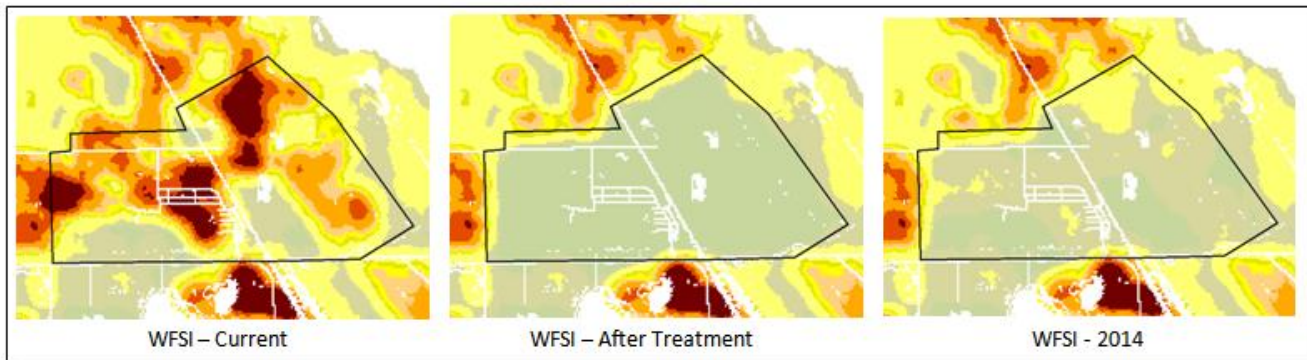 WFSI – Current
WFSI – After Treatment
WFSI - 2014